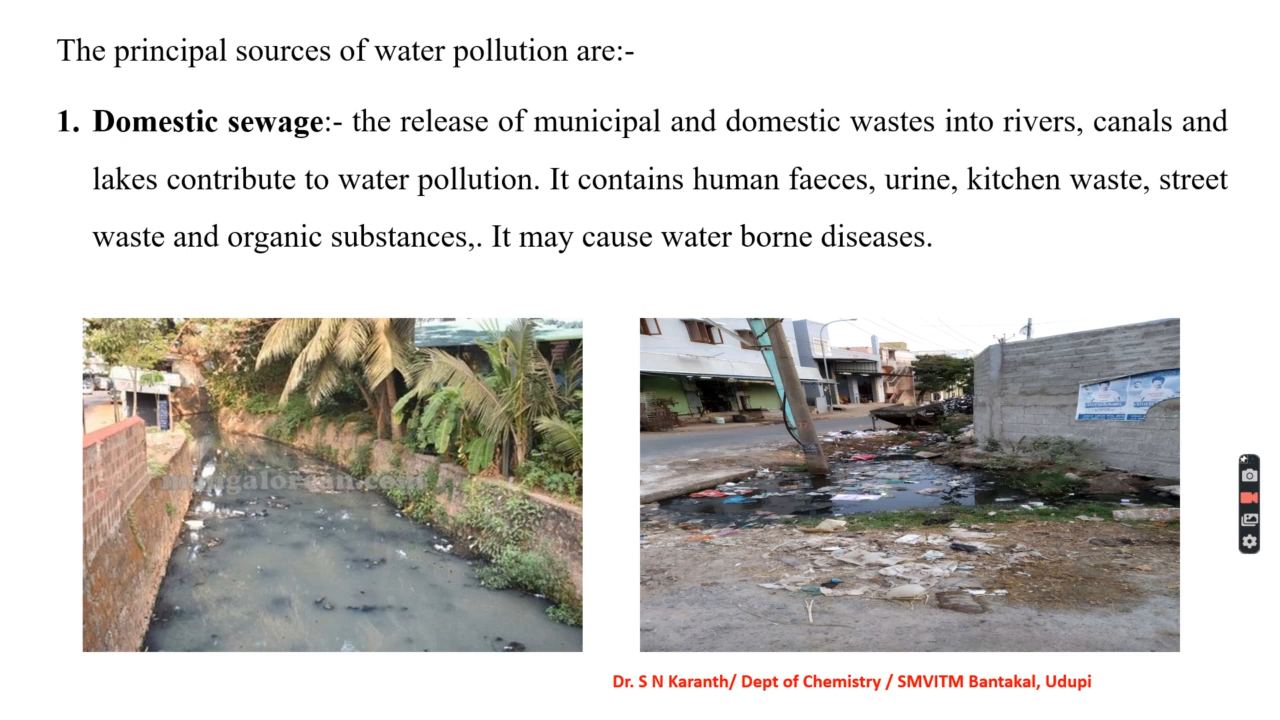 The principal sources of water pollution are:-
1. Domestic sewage:- the release of municipal and domestic wastes into rivers, canals and
lakes contribute to water pollution. It contains human faeces, urine, kitchen waste, street
waste and organic substances,. It may cause water borne diseases.
mangalorean.com
Dr. S N Karanth/ Dept of Chemistry / SMVITM Bantakal, Udupi